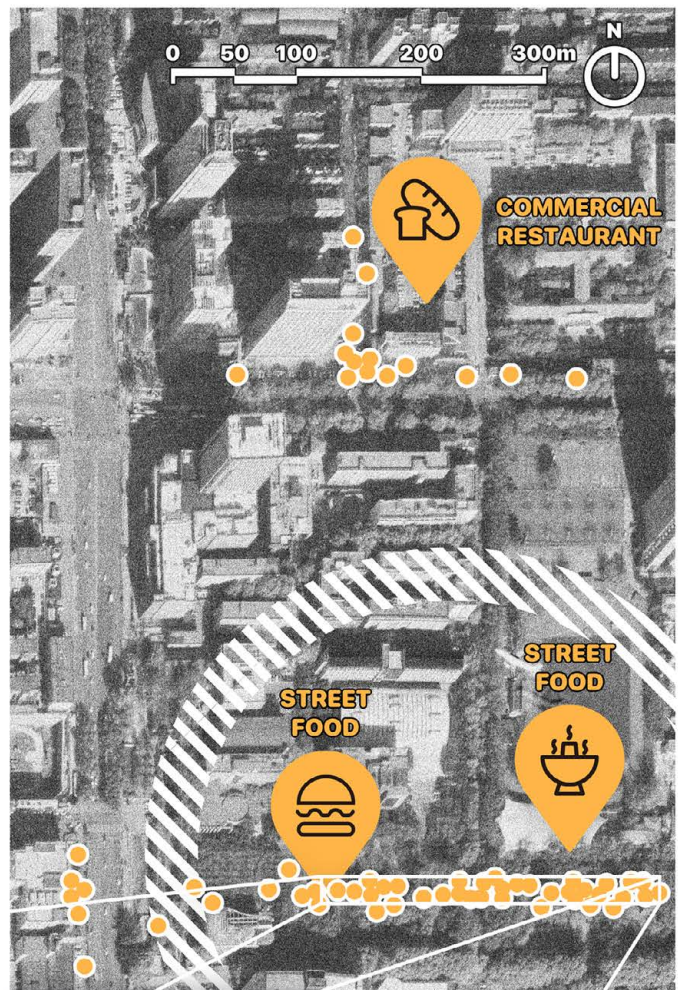 N
0 50 100 200 300m
COMMERCIAL
RESTAURANT
STREET
FOOD
STREET
FOOD